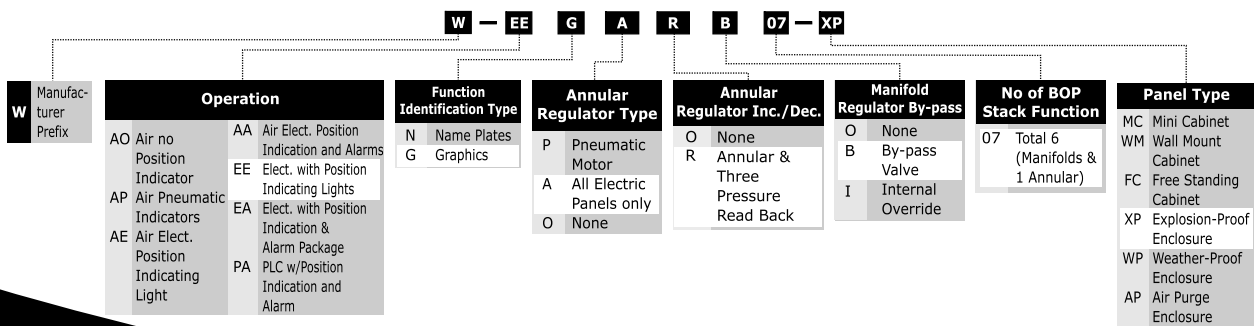 W — EE G A R B 07 — XP
W Manufac-
turer
Prefix
Operation
AO Air no
Position
Indicator
AP Air Pneumatic
Indicators
AE Air Elect.
Position
Indicating
Light
AA Air Elect. Position
Indication and Alarms
EE Elect. with Position
Indicating Lights
EA Elect. with Position
Indication &
Alarm Package
PA PLC w/Position
Indication and
Alarm
Function
Identification Type
N Name Plates
G Graphics
Annular
Regulator Type
P Pneumatic
Motor
A All Electric
Panels only
O None
Annular
Regulator Inc./Dec.
O None
R Annular &
Three
Pressure
Read Back
Manifold
Regulator By-pass
O None
B By-pass
Valve
I Internal
Override
No of BOP
Stack Function
07 Total 6
(Manifolds &
1 Annular)
Panel Type
MC Mini Cabinet
WM Wall Mount
Cabinet
FC Free Standing
Cabinet
XP Explosion-Proof
Enclosure
WP Weather-Proof
Enclosure
AP Air Purge
Enclosure